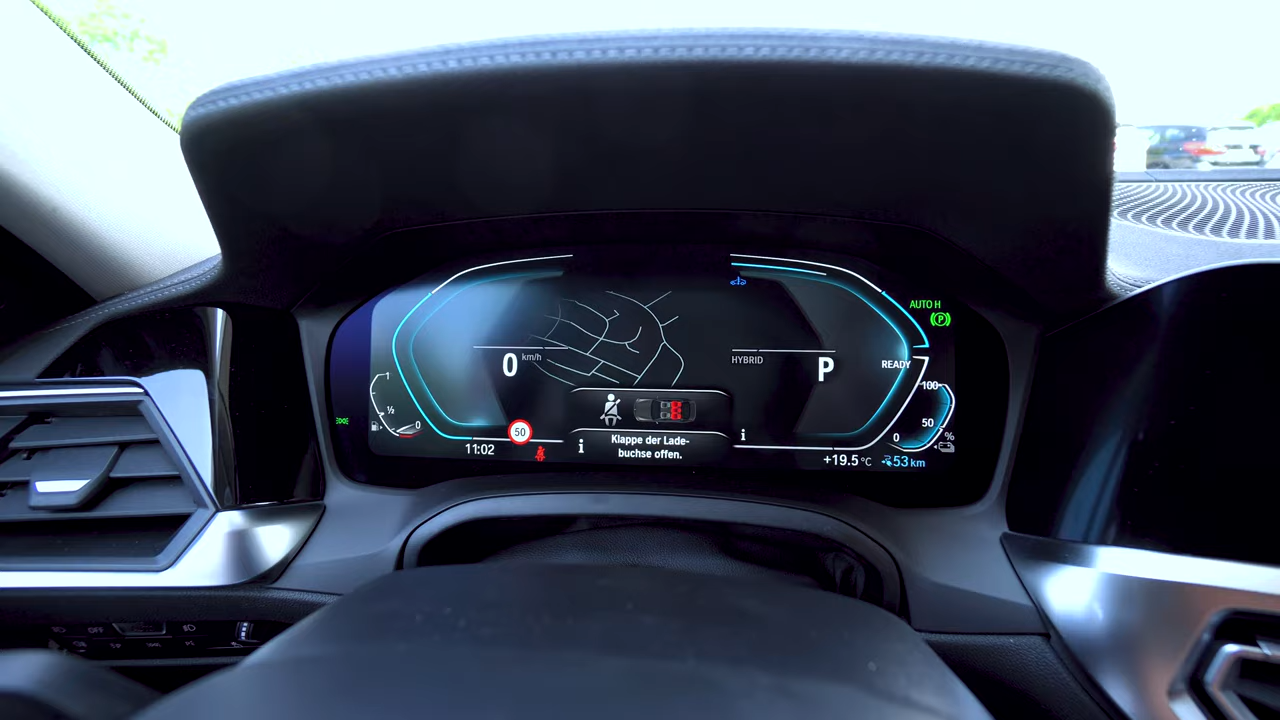 AUTO H
(P)
0 km/h
HYBRID
P
READY
1
½
0
100
50
0
%
50
11:02
i
Klappe der Lade-
buchse offen.
i
+19.5 °C
53 km
OFF